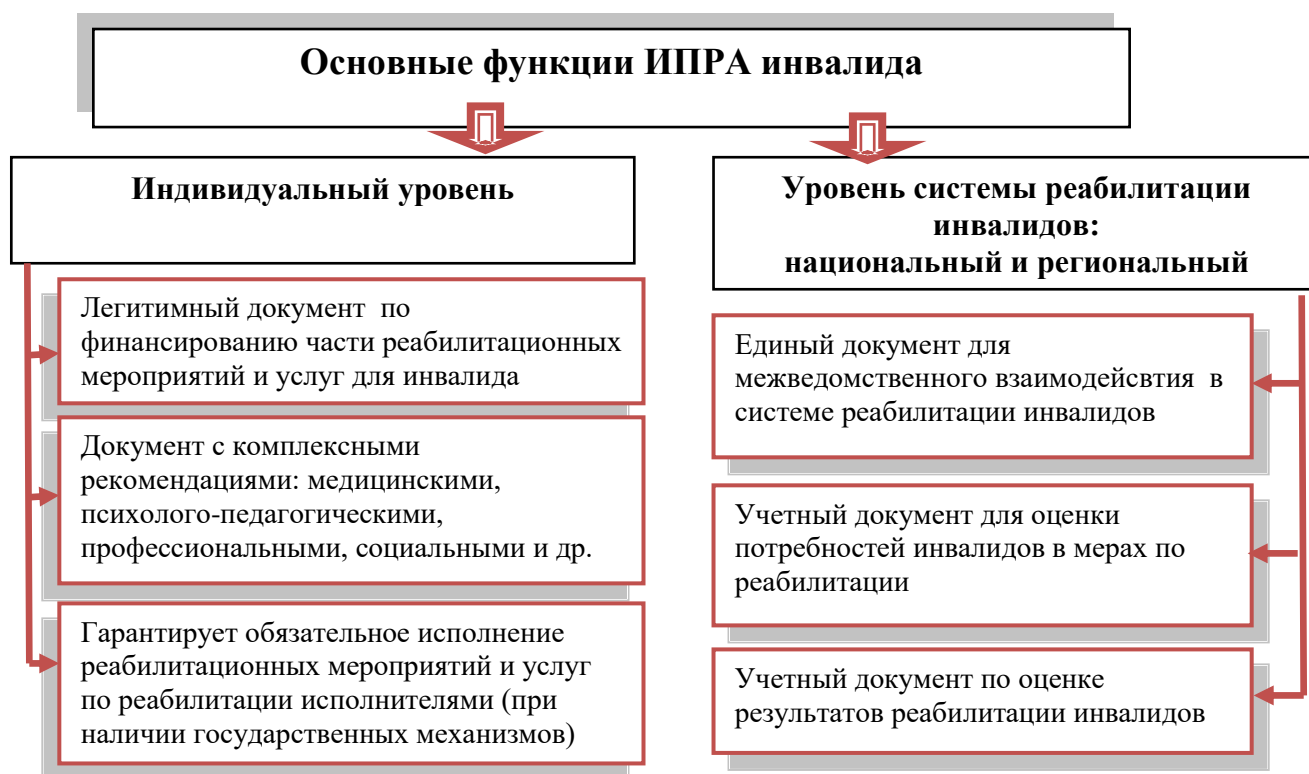 Основные функции ИПРА инвалида
Индивидуальный уровень
Легитимный документ по
финансированию части реабилитационных
мероприятий и услуг для инвалида
Документ с комплексными
рекомендациями: медицинскими,
психолого-педагогическими,
профессиональными, социальными и др.
Гарантирует обязательное исполнение
реабилитационных мероприятий и услуг
по реабилитации исполнителями (при
наличии государственных механизмов)
Уровень системы реабилитации
инвалидов:
национальный и региональный
Единый документ для
межведомственного взаимодейсвтия в
системе реабилитации инвалидов
Учетный документ для оценки
потребностей инвалидов в мерах по
реабилитации
Учетный документ по оценке
результатов реабилитации инвалидов